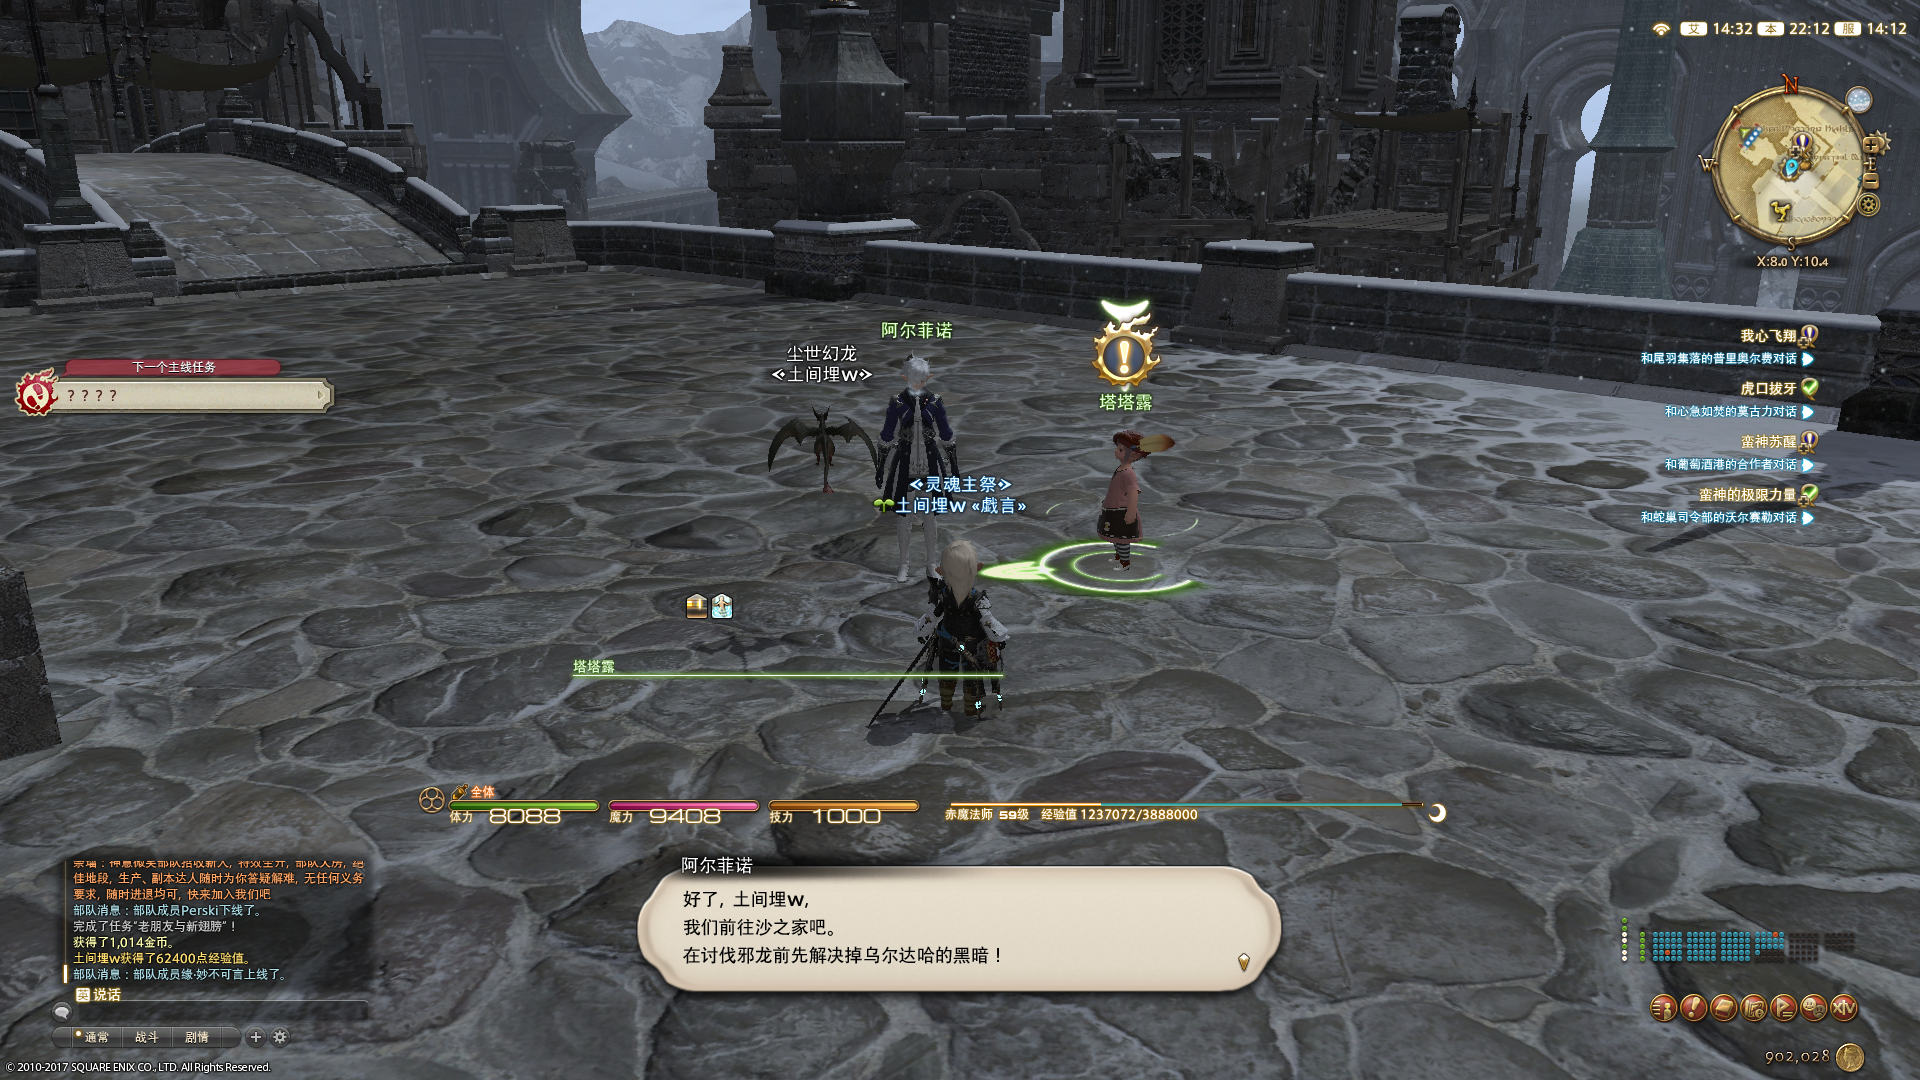 艾 14:32 本 22:12 服 14:12
N
W
E
S
X:8.0 Y:10.4
我心飞翔
和尾羽集落的普里奥尔费对话
虎口拔牙
和心急如焚的莫古力对话
蛮神苏醒
和葡萄酒港的合作者对话
蛮神的极限力量
和蛇巢司令部的沃尔赛勒对话
下一个主线任务
????
阿尔菲诺
尘世幻龙
<土间埋w>
塔塔露
<灵魂主祭>
土间埋w «戯言»
塔塔露
全体
体力 8088
魔力 9408
技力 1000
赤魔法师 59级 经验值 1237072/3888000
阿尔菲诺
好了, 土间埋w,
我们前往沙之家吧。
在讨伐邪龙前先解决掉乌尔达哈的黑暗！
佳地段, 生产、副本达人随时为你答疑解难, 无任何义务
要求, 随时进退均可, 快来加入我们吧
部队消息：部队成员Perski下线了。
完成了任务“老朋友与新翅膀”！
获得了1,014金币。
土间埋w获得了62400点经验值。
部队消息：部队成员缘·妙不可言上线了。
英 说话
通常 战斗 剧情
XIV
902,028
© 2010-2017 SQUARE ENIX CO., LTD. All Rights Reserved.